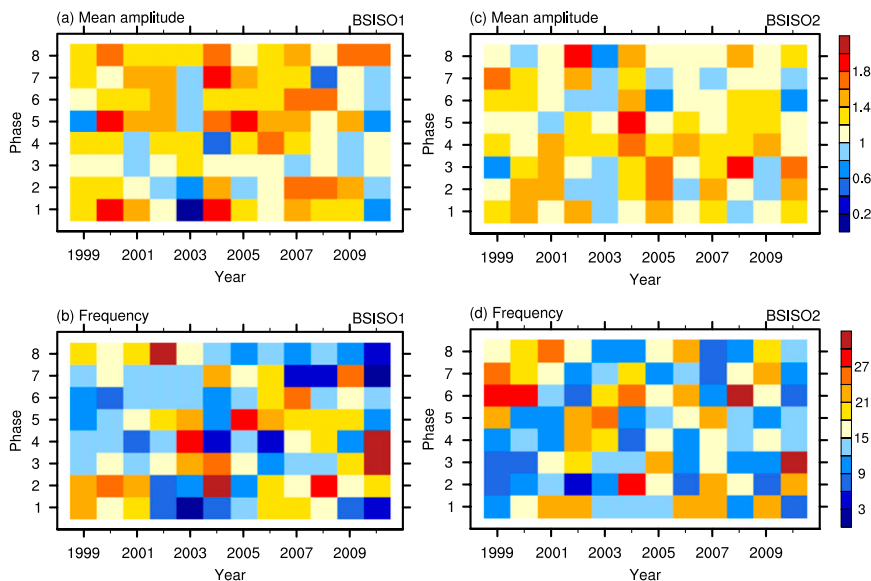 (a) Mean amplitude BSISO1
8
7
6
5
4
3
2
1
Phase
1999 2001 2003 2005 2007 2009
Year
(c) Mean amplitude BSISO2
8
7
6
5
4
3
2
1
Phase
1999 2001 2003 2005 2007 2009
Year
1.8
1.4
1
0.6
0.2
(b) Frequency BSISO1
8
7
6
5
4
3
2
1
Phase
1999 2001 2003 2005 2007 2009
Year
(d) Frequency BSISO2
8
7
6
5
4
3
2
1
Phase
1999 2001 2003 2005 2007 2009
Year
27
21
15
9
3